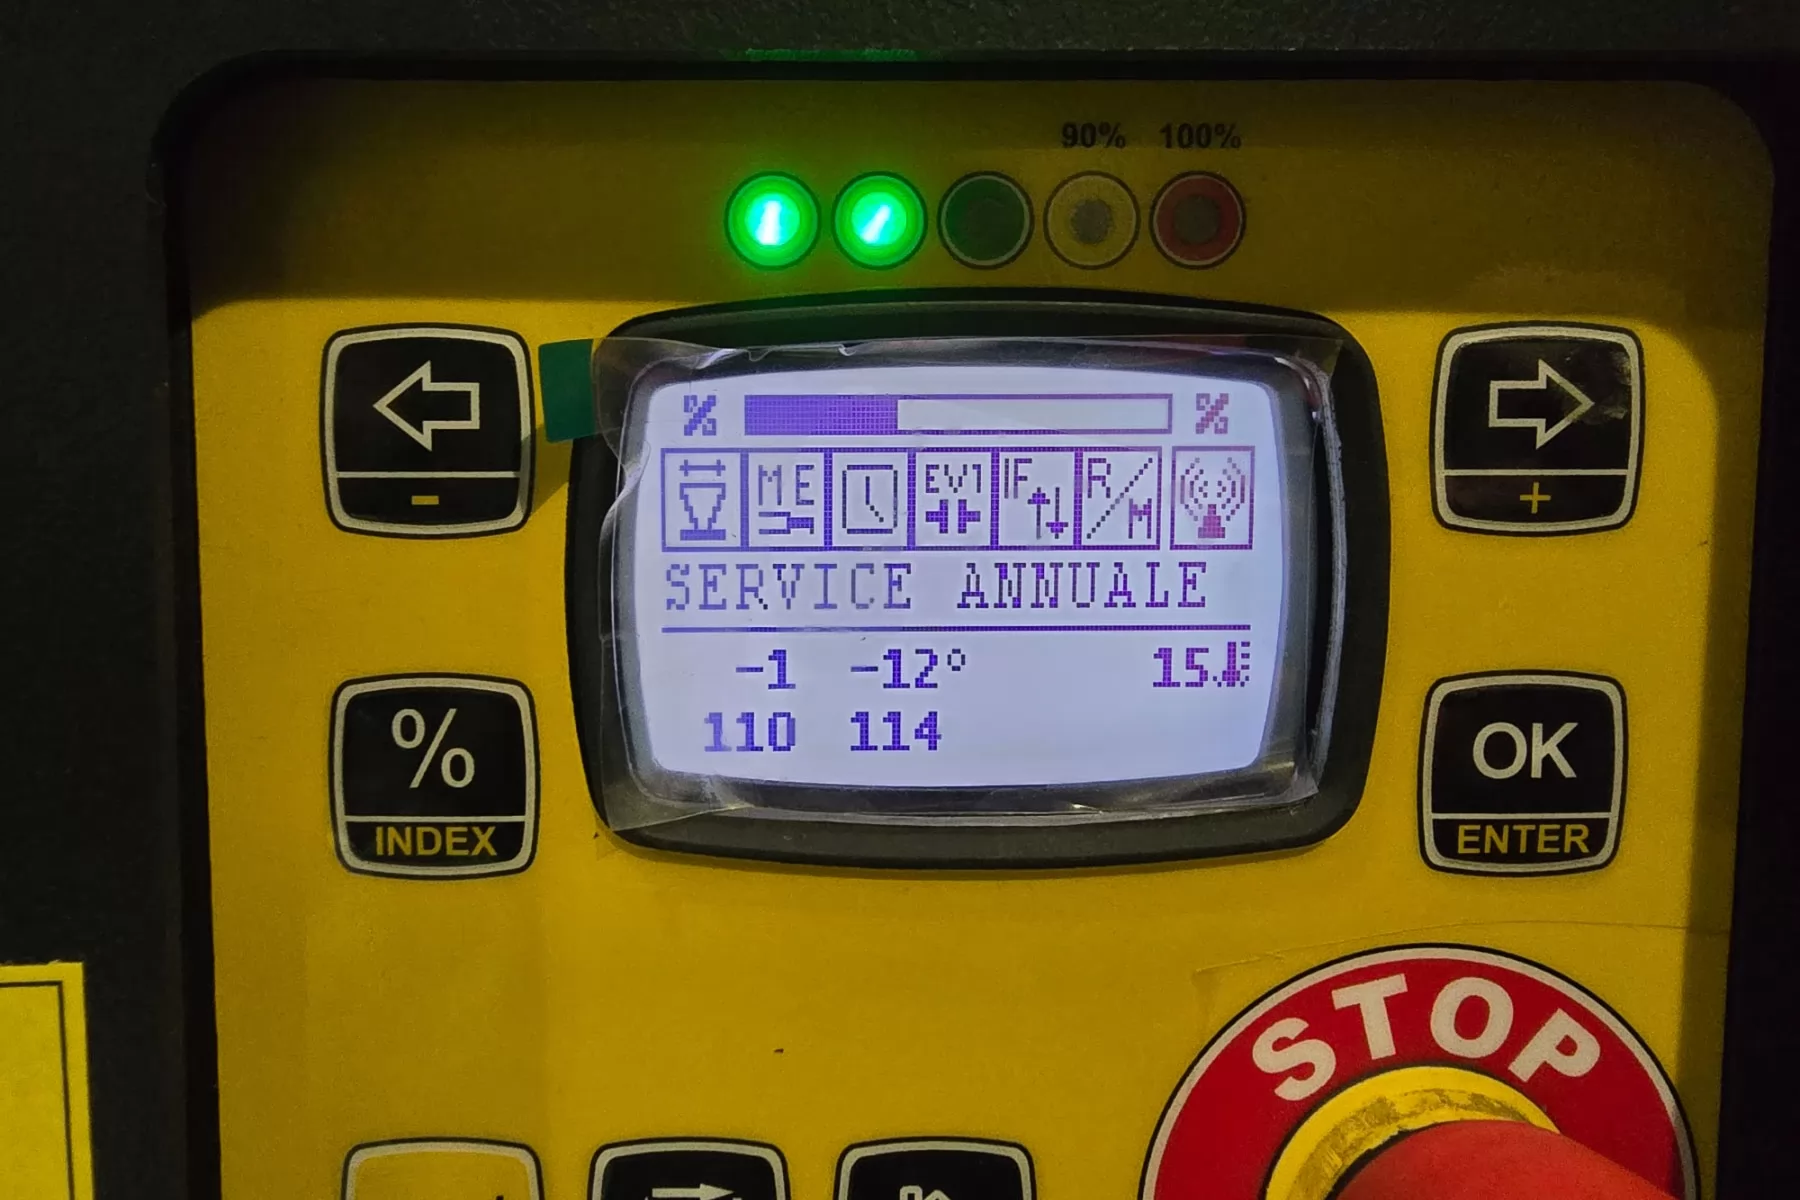 90% 100%
% %
ME EV1 IF R/M
SERVICE ANNUALE
-1 -12° 15
110 114
-
+
%
INDEX
OK
ENTER
STOP